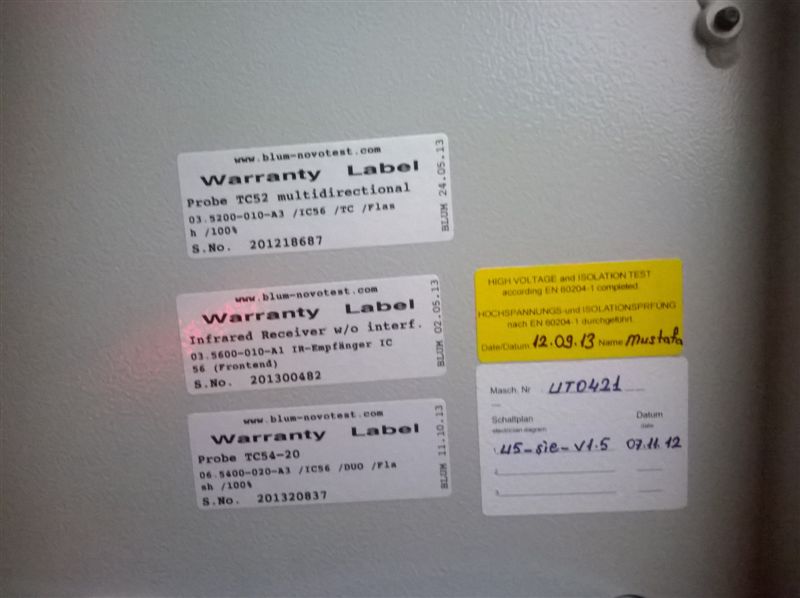 www.blum-novotest.com
Warranty Label
Probe TC52 multidirectional
03.5200-010-A3 /IC56 /TC /Flas
h /100%
S.No. 201218687
BLUM 24.05.13
www.blum-novotest.com
Warranty Label
Infrared Receiver w/o interf.
03.5600-010-A1 IR-Empfänger IC
56 (Frontend)
S.No. 201300482
BLUM 02.05.13
www.blum-novotest.com
Warranty Label
Probe TC54-20
06.5400-020-A3 /IC56 /DUO /Fla
sh /100%
S.No. 201320837
BLUM 11.10.13
HIGH VOLTAGE and ISOLATION TEST
according EN 60204-1 completed.
HOCHSPANNUNGS-und ISOLATIONSPRFÜNG
nach EN 60204-1 durchgeführt.
Date/Datum 12.09.13 Name Mustafa
Masch. Nr UT0421
Schaltplan Datum
electrician diagram date
1. U5-sie-V1.5 07.11.12
2.
3.